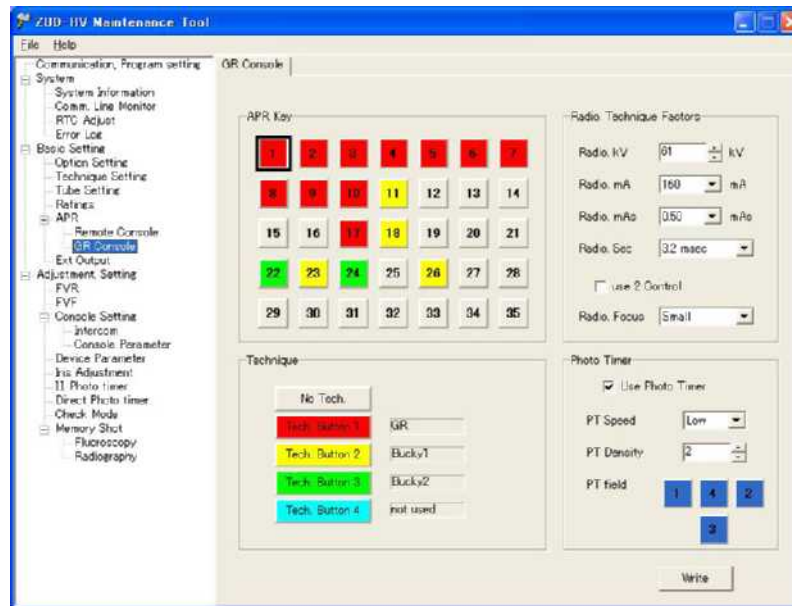 ZUD-HV Maintenance Tool
File Help
Communication, Program setting
System
System Information
Comm. Line Monitor
RTC Adjust
Error Log
Basic Setting
Option Setting
Technique Setting
Tube Setting
Ratings
APR
Remote Console
GR Console
Ext Output
Adjustment Setting
FVR
FVF
Console Setting
Intercom
Console Parameter
Device Parameter
Iris Adjustment
II Photo timer
Direct Photo timer
Check Mode
Memory Shot
Fluoroscopy
Radiography
GR Console
APR Key
1 2 3 4 5 6 7
8 9 10 11 12 13 14
15 16 17 18 19 20 21
22 23 24 25 26 27 28
29 30 31 32 33 34 35
Technique
No Tech.
Tech. Button 1 GR
Tech. Button 2 Bucky1
Tech. Button 3 Bucky2
Tech. Button 4 not used
Radio. Technique Factors
Radio. kV 61 kV
Radio. mA 160 mA
Radio. mAs 0.50 mAs
Radio. Sec 3.2 msec
use 2 Control
Radio. Focus Small
Photo Timer
Use Photo Timer
PT Speed Low
PT Density 2
PT field 1 4 2
3
Write